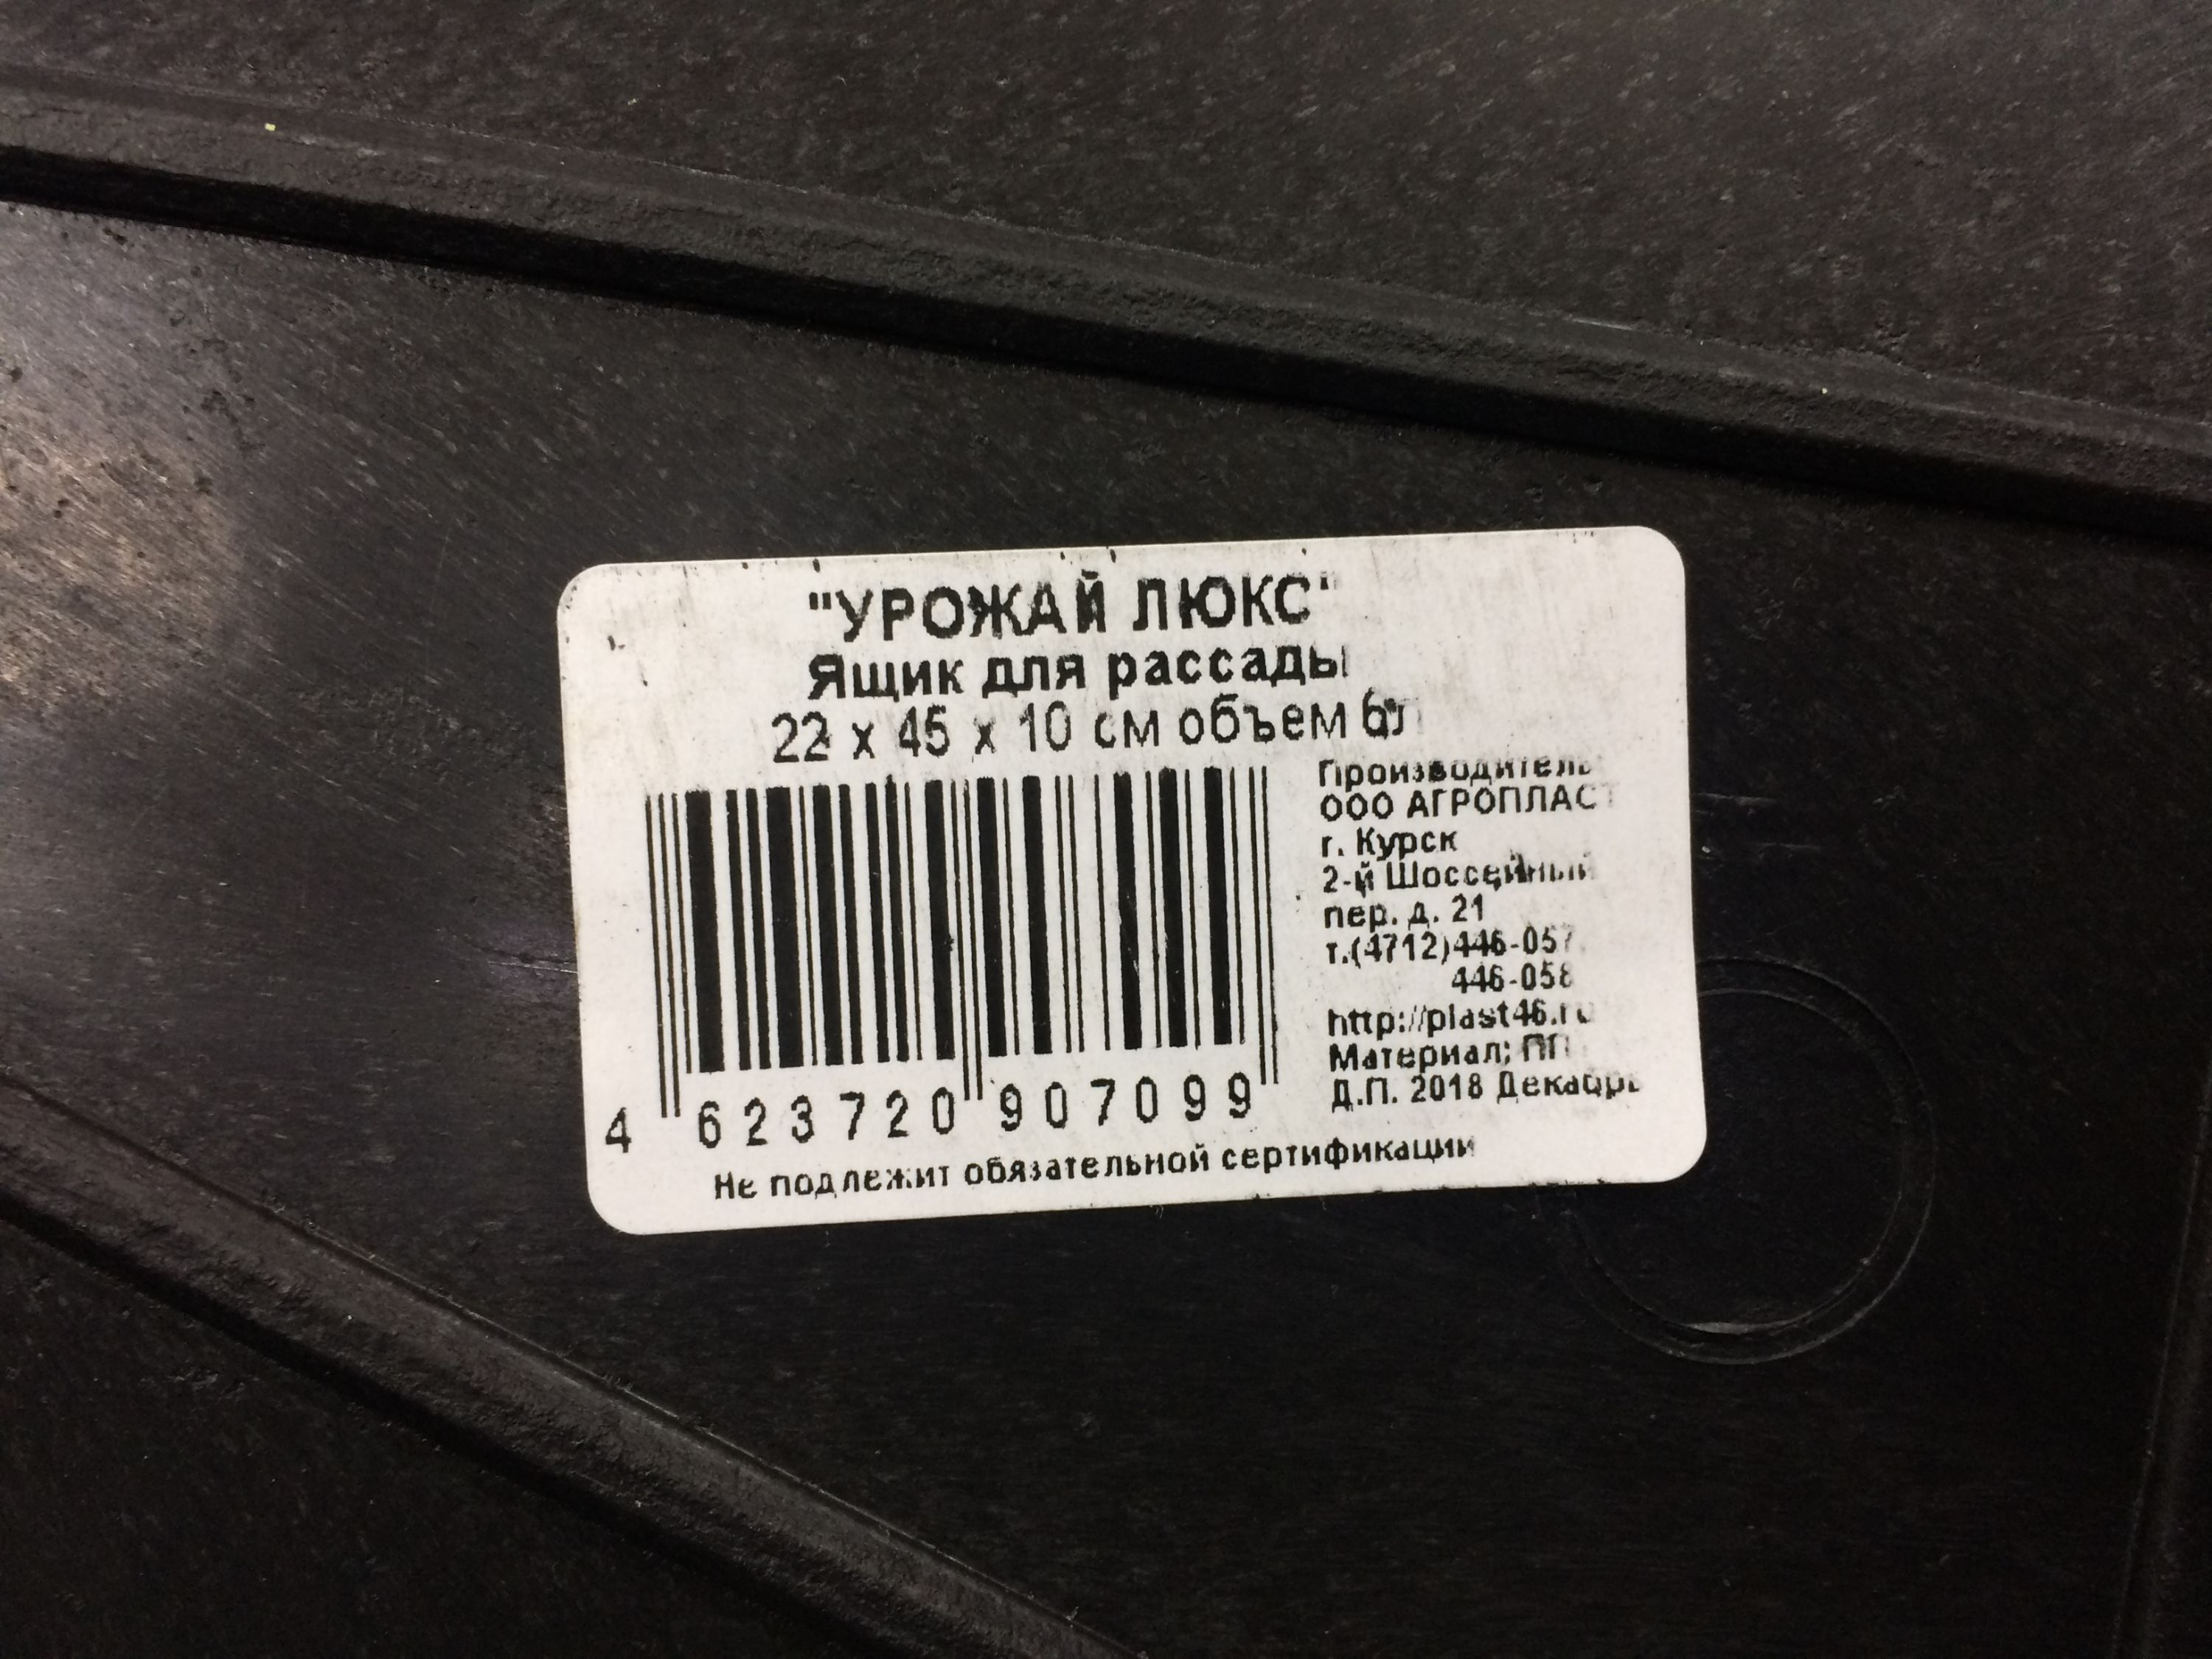 "УРОЖАЙ ЛЮКС"
Ящик для рассады
22 x 45 x 10 см объем 6л
Производитель
ООО АГРОПЛАСТ
г. Курск
2-й Шоссейный
пер. д. 21
т.(4712)446-057
446-058
http://plast46.ru
Материал: ПП
Д.П. 2018 Декабрь
4 623720 907099
Не подлежит обязательной сертификации